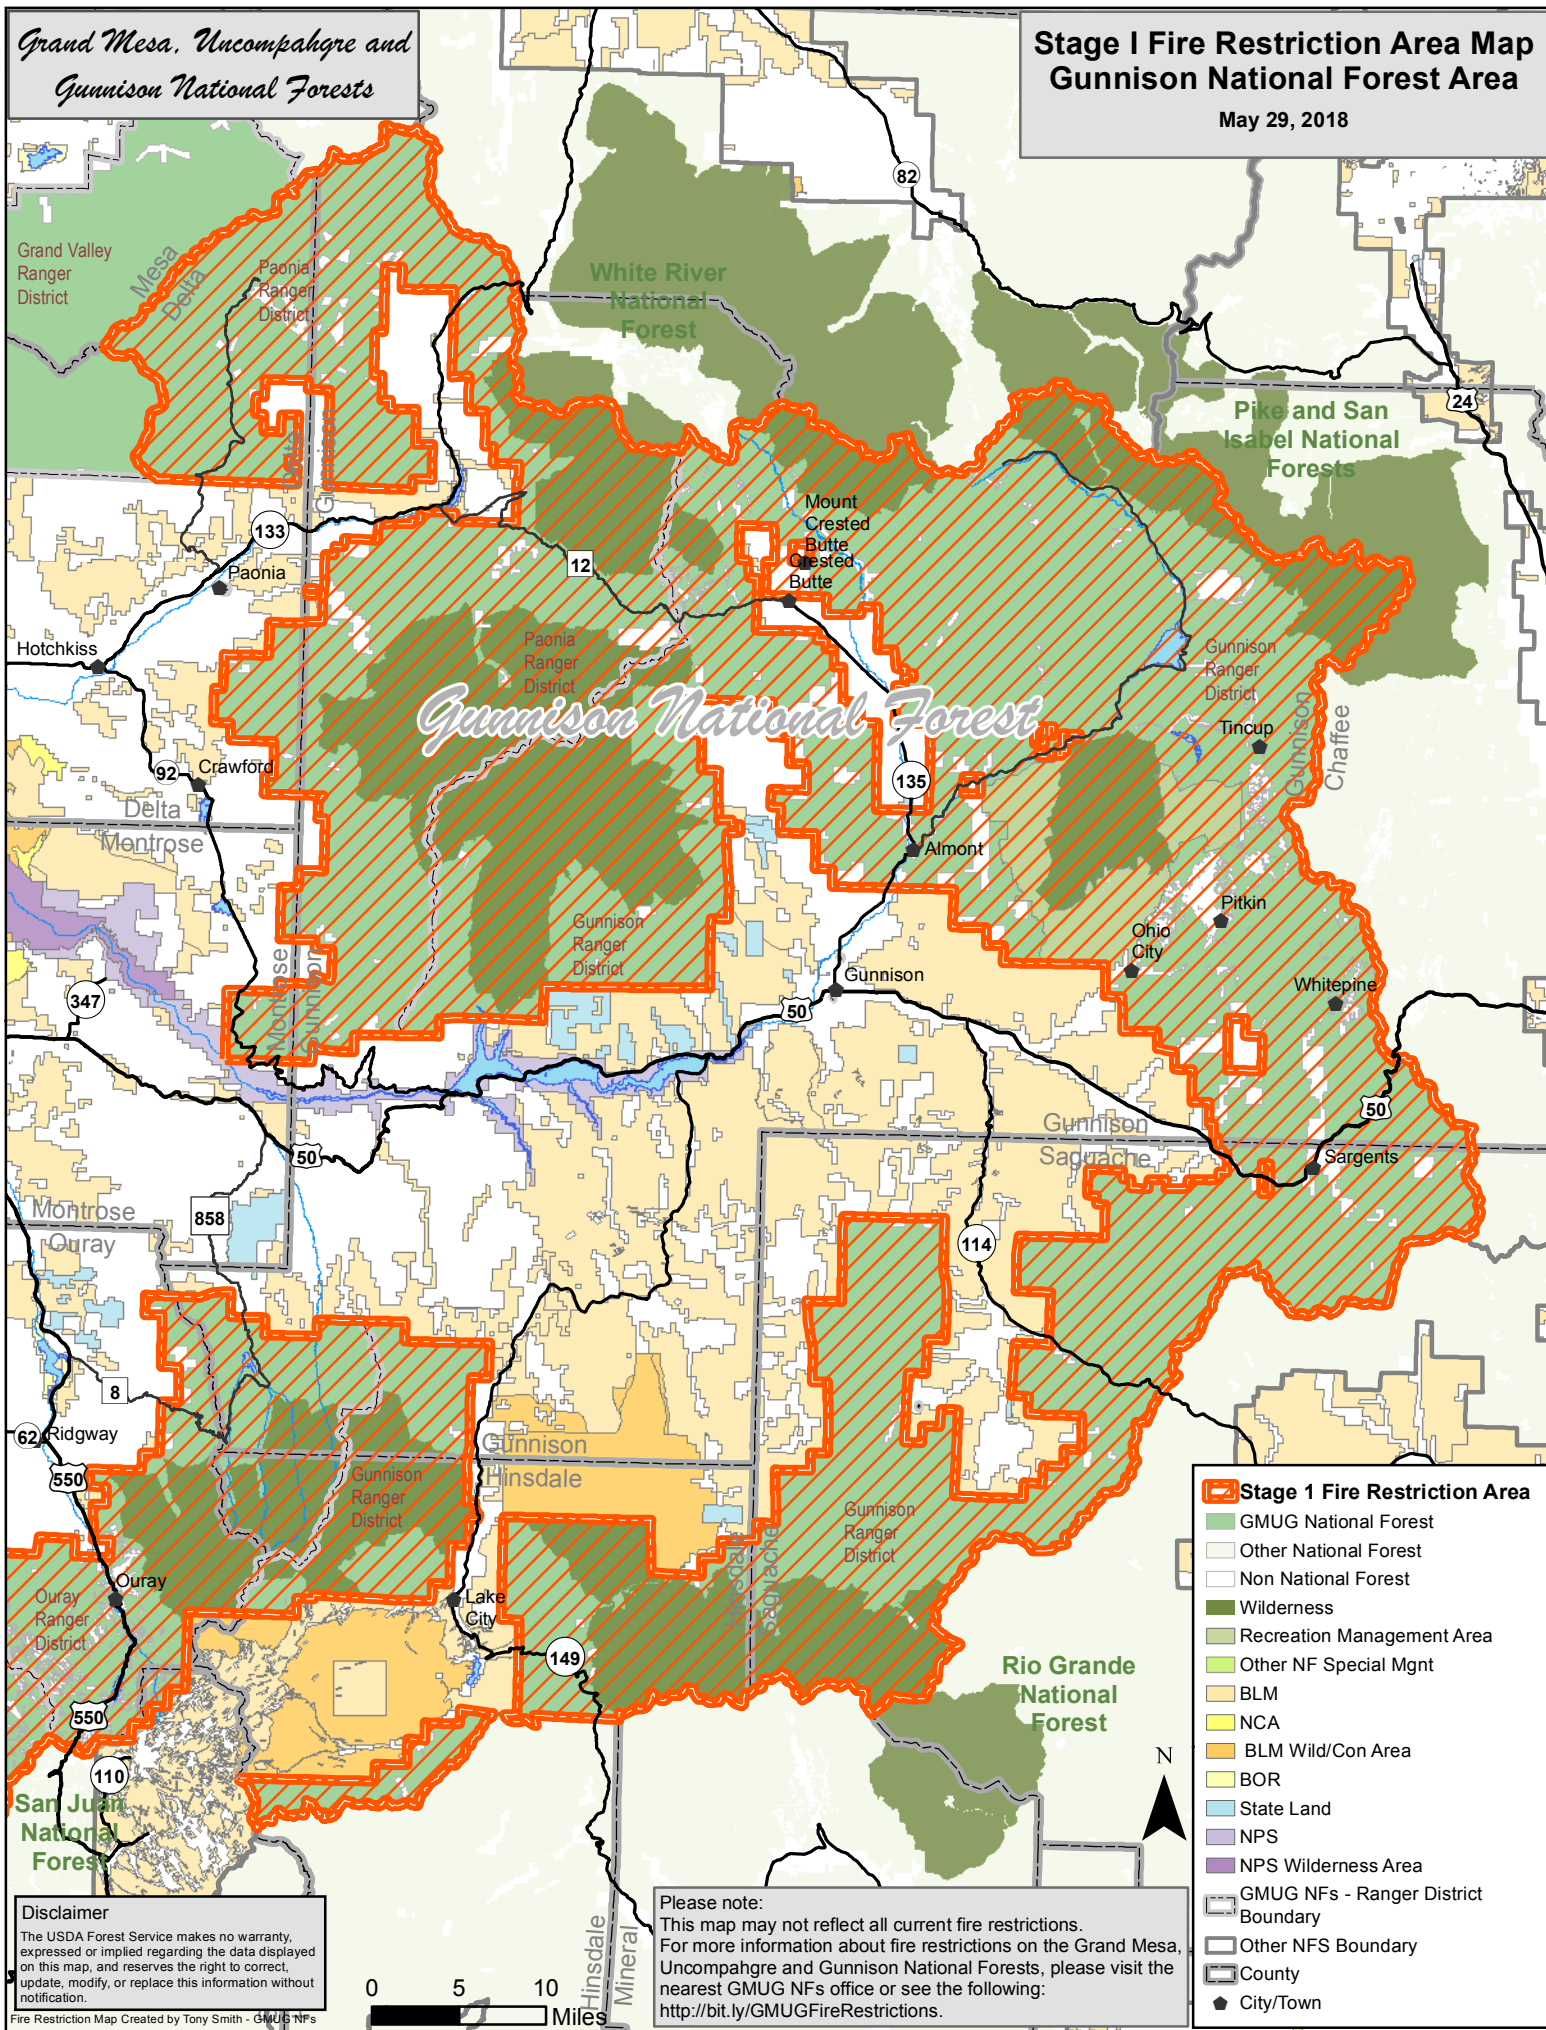 Grand Mesa, Uncompahgre and
Gunnison National Forests
Stage I Fire Restriction Area Map
Gunnison National Forest Area
May 29, 2018
82
Grand Valley
Ranger
District
Mesa
Delta
Paonia
Ranger
District
White River
National
Forest
24
Pike and San
Isabel National
Forests
Delta
Gunnison
133
Paonia
12
Mount
Crested
Butte
Crested
Butte
Hotchkiss
Paonia
Ranger
District
Gunnison
Ranger
District
Gunnison National Forest
Tincup
Gunnison
Chaffee
92
Crawford
135
Delta
Montrose
Almont
Pitkin
Ohio
City
Gunnison
Ranger
District
Gunnison
Whitepine
347
Montrose
Gunnison
50
50
Gunnison
Saguache
Sargents
50
858
Montrose
Ouray
114
8
62
Ridgway
550
Gunnison
Hinsdale
Gunnison
Ranger
District
Gunnison
Ranger
District
Hinsdale
Saguache
Ouray
Ouray
Ranger
District
Lake
City
149
Rio Grande
National
Forest
550
110
San Juan
National
Forest
N
Hinsdale
Mineral
Stage 1 Fire Restriction Area
GMUG National Forest
Other National Forest
Non National Forest
Wilderness
Recreation Management Area
Other NF Special Mgnt
BLM
NCA
BLM Wild/Con Area
BOR
State Land
NPS
NPS Wilderness Area
GMUG NFs - Ranger District
Boundary
Other NFS Boundary
County
City/Town
Disclaimer
The USDA Forest Service makes no warranty,
expressed or implied regarding the data displayed
on this map, and reserves the right to correct,
update, modify, or replace this information without
notification.
Fire Restriction Map Created by Tony Smith - GMUG NFs
0 5 10
Miles
Please note:
This map may not reflect all current fire restrictions.
For more information about fire restrictions on the Grand Mesa,
Uncompahgre and Gunnison National Forests, please visit the
nearest GMUG NFs office or see the following:
http://bit.ly/GMUGFireRestrictions.